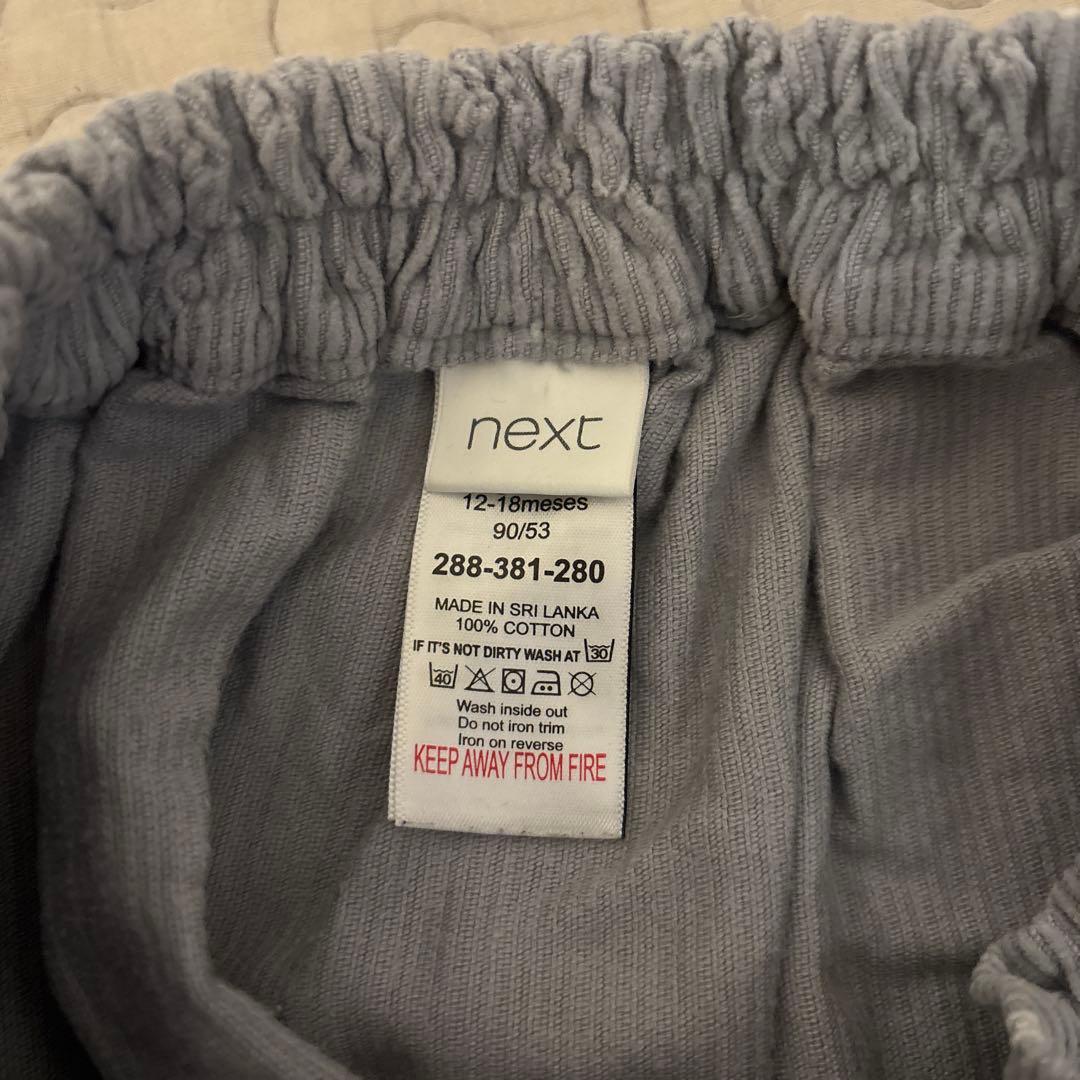 next
12-18meses
90/53
288-381-280
MADE IN SRI LANKA
100% COTTON
IF IT'S NOT DIRTY WASH AT 30
40
Wash inside out
Do not iron trim
Iron on reverse
KEEP AWAY FROM FIRE